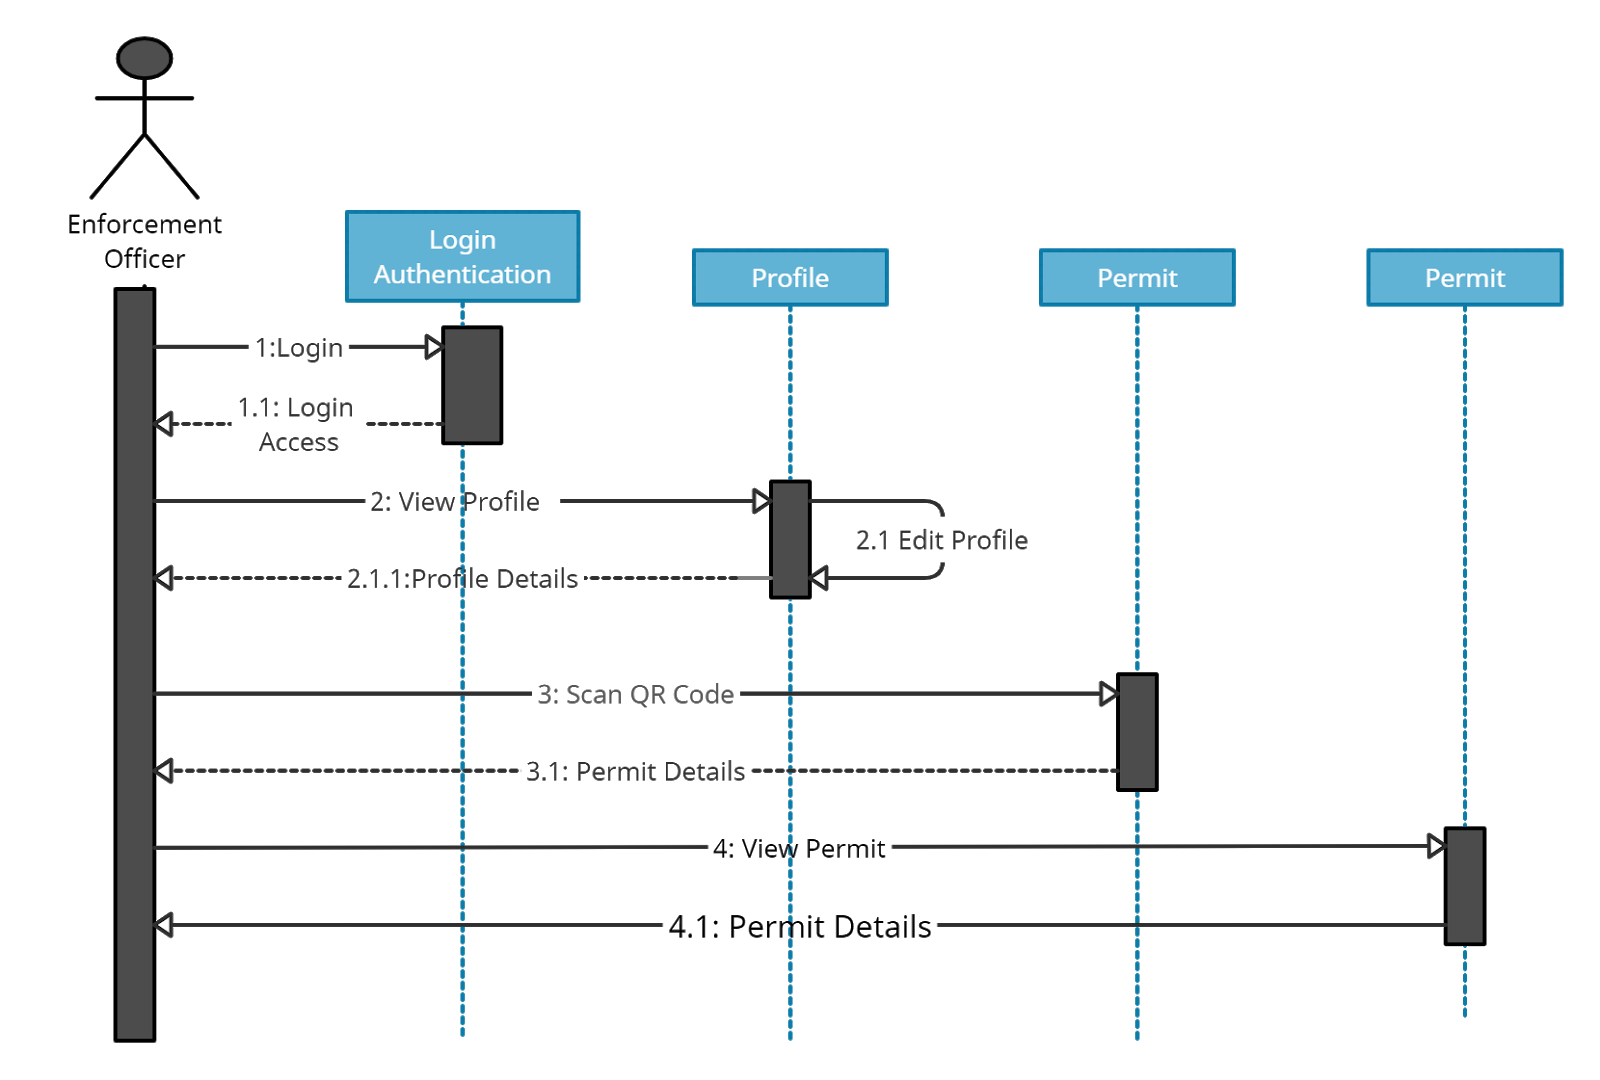 Enforcement
Officer
Login
Authentication
Profile
Permit
Permit
1:Login
1.1: Login
Access
2: View Profile
2.1 Edit Profile
2.1.1:Profile Details
3: Scan QR Code
3.1: Permit Details
4: View Permit
4.1: Permit Details